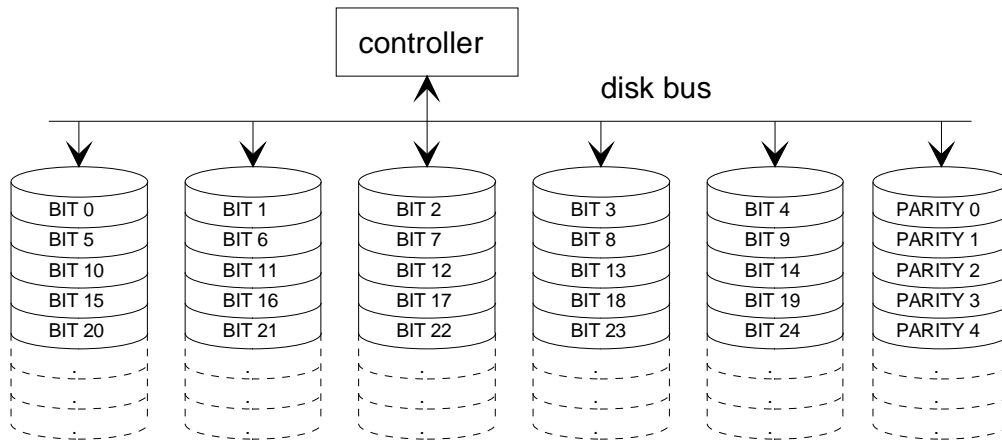 controller
disk bus
BIT 0 BIT 1 BIT 2 BIT 3 BIT 4 PARITY 0
BIT 5 BIT 6 BIT 7 BIT 8 BIT 9 PARITY 1
BIT 10 BIT 11 BIT 12 BIT 13 BIT 14 PARITY 2
BIT 15 BIT 16 BIT 17 BIT 18 BIT 19 PARITY 3
BIT 20 BIT 21 BIT 22 BIT 23 BIT 24 PARITY 4